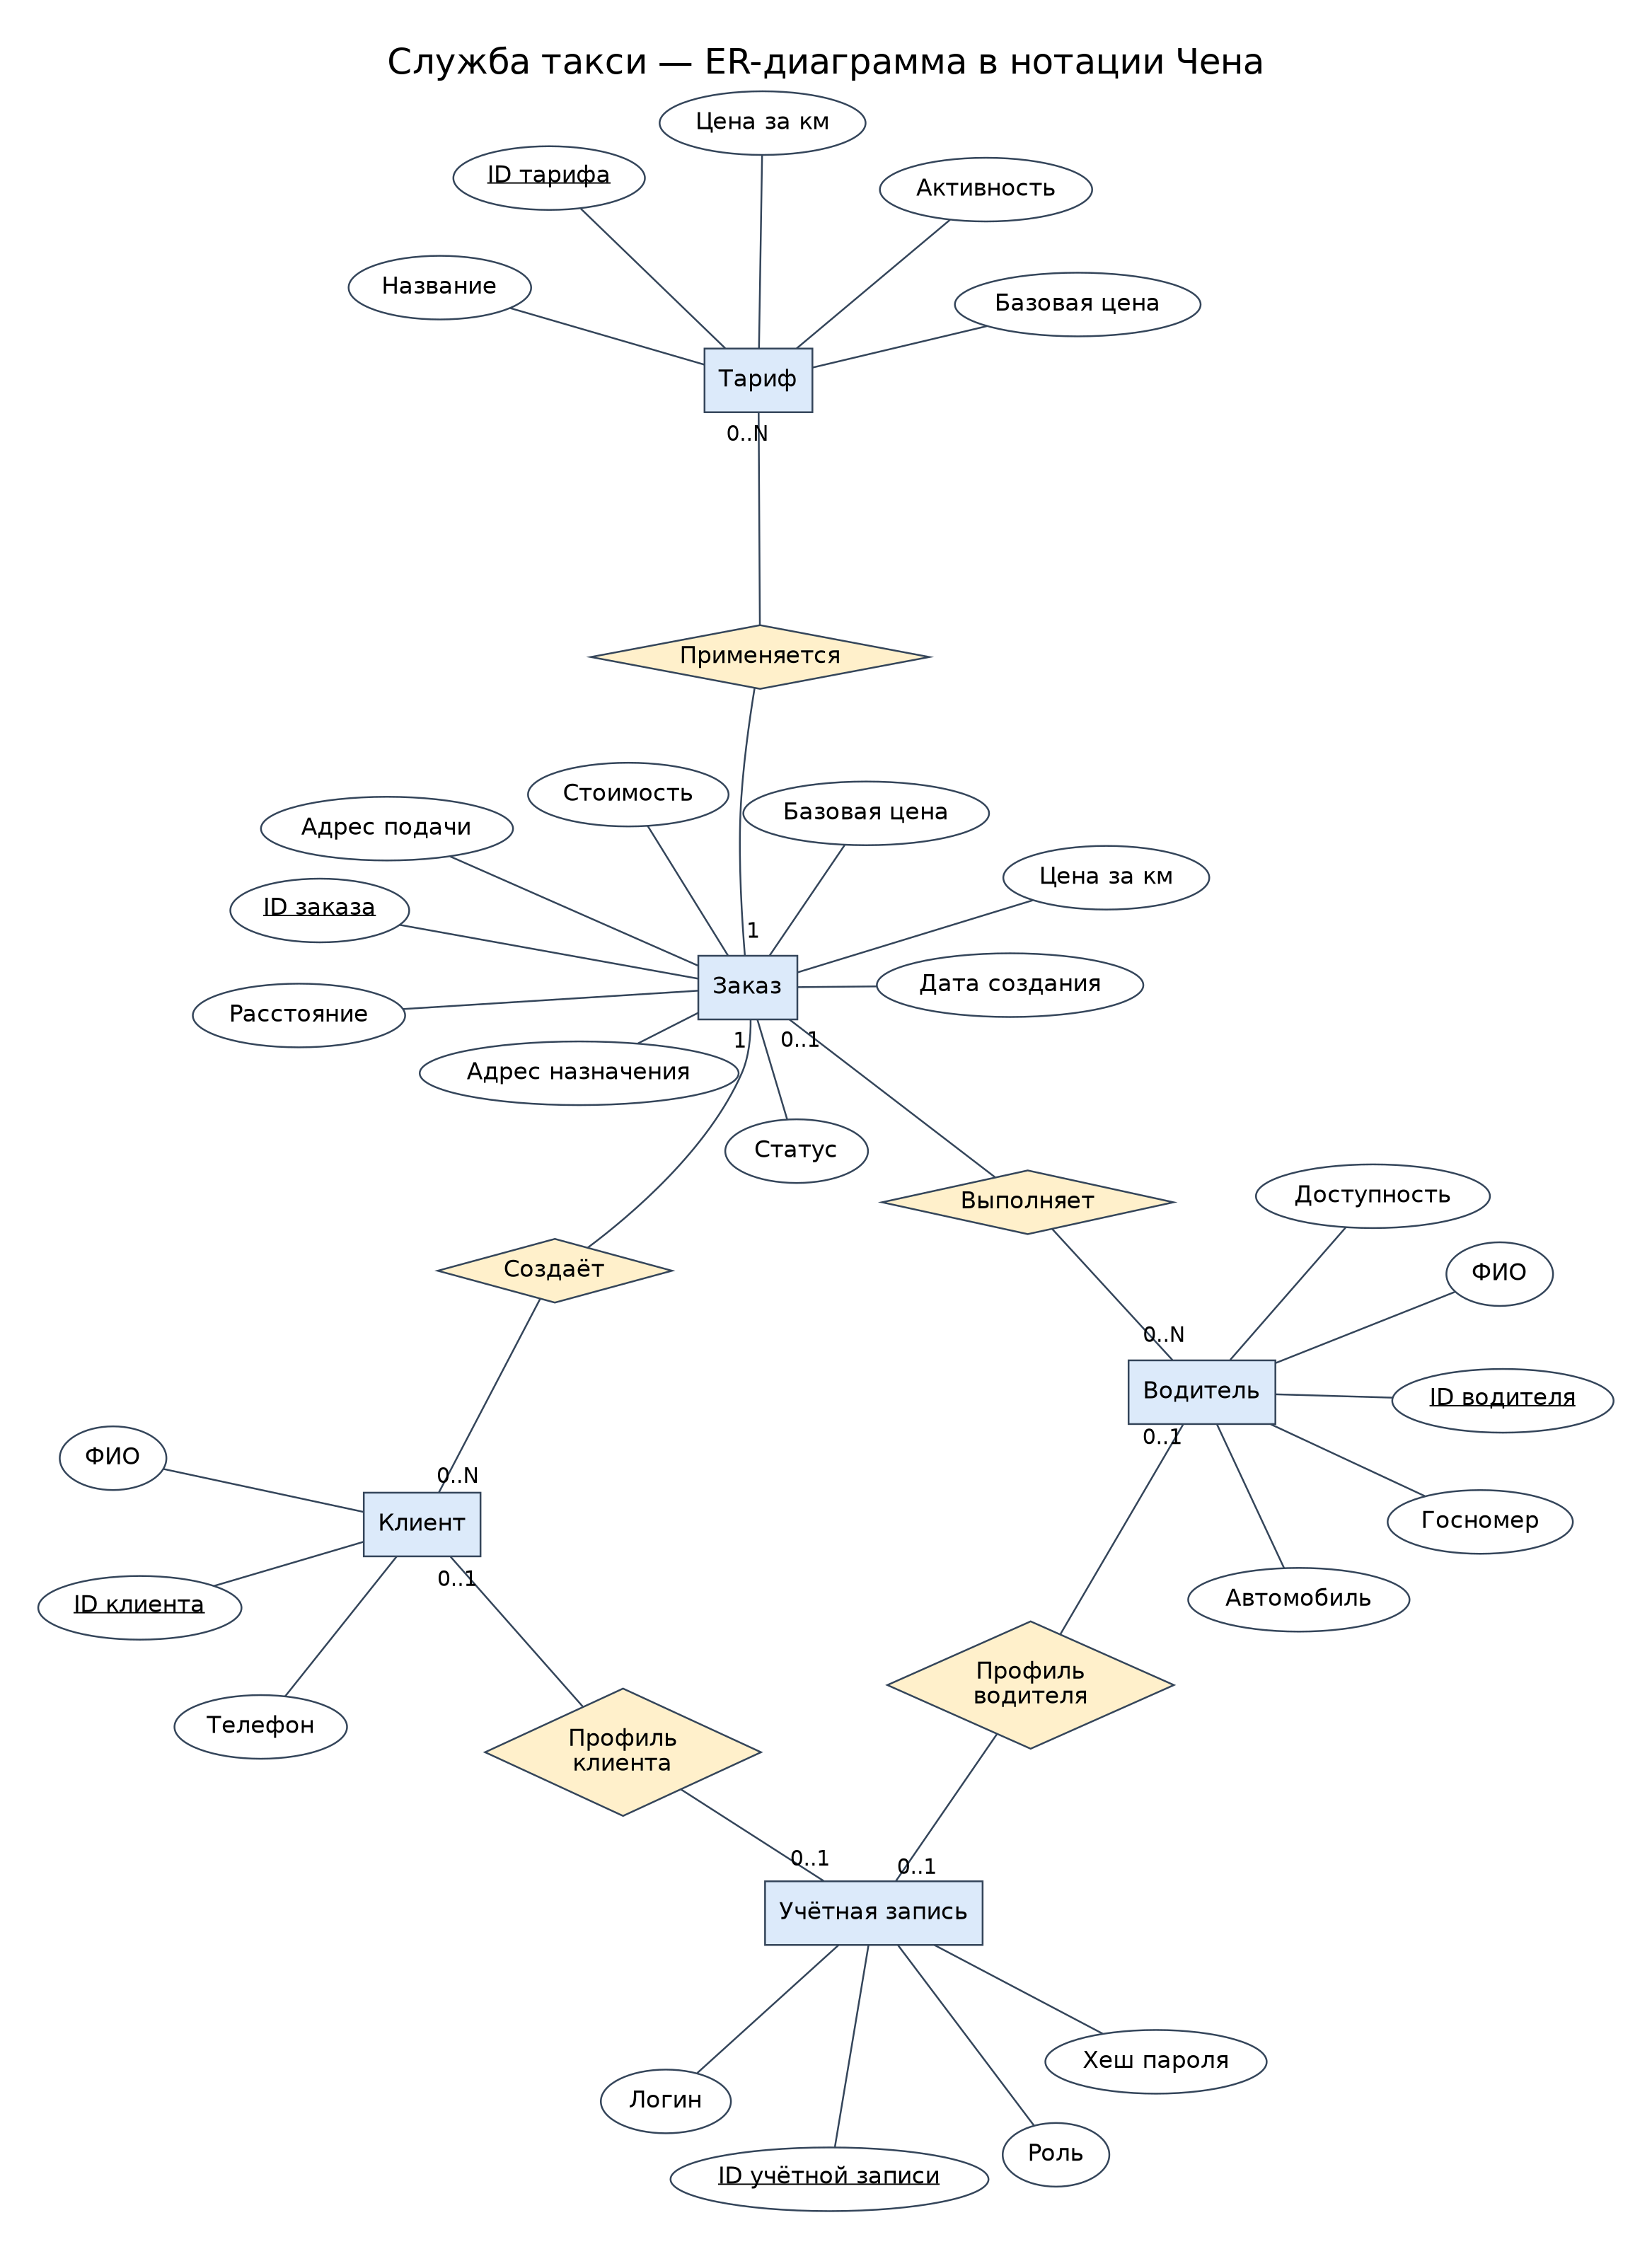 Служба такси — ER-диаграмма в нотации Чена
Цена за км
ID тарифа
Активность
Название
Базовая цена
Тариф
0..N
Применяется
Стоимость
Базовая цена
Адрес подачи
Цена за км
ID заказа
1
Заказ
Дата создания
Расстояние
1
0..1
Адрес назначения
Статус
Выполняет
Доступность
Создаёт
ФИО
0..N
Водитель
ID водителя
0..1
ФИО
0..N
Клиент
Госномер
0..1
Автомобиль
ID клиента
Профиль
водителя
Телефон
Профиль
клиента
0..1
0..1
Учётная запись
Хеш пароля
Логин
Роль
ID учётной записи